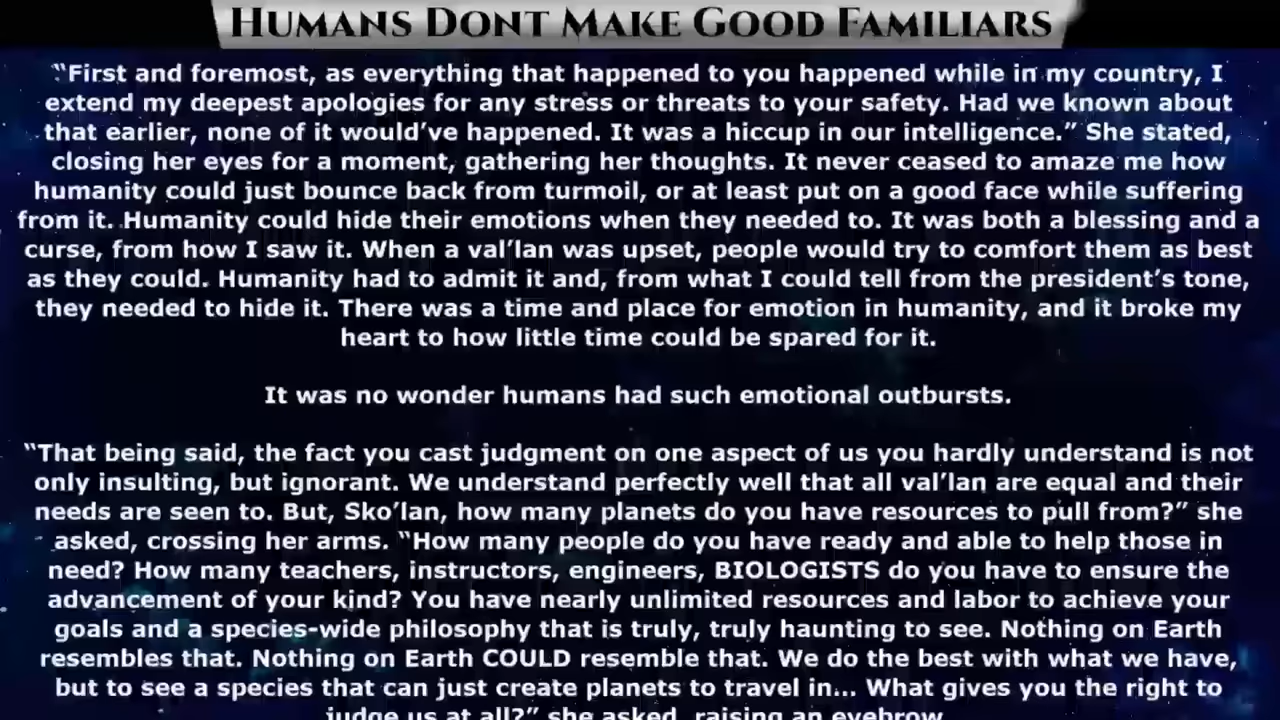 Humans Dont Make Good Familiars
“First and foremost, as everything that happened to you happened while in my country, I
extend my deepest apologies for any stress or threats to your safety. Had we known about
that earlier, none of it would’ve happened. It was a hiccup in our intelligence.” She stated,
closing her eyes for a moment, gathering her thoughts. It never ceased to amaze me how
humanity could just bounce back from turmoil, or at least put on a good face while suffering
from it. Humanity could hide their emotions when they needed to. It was both a blessing and a
curse, from how I saw it. When a val’lan was upset, people would try to comfort them as best
as they could. Humanity had to admit it and, from what I could tell from the president’s tone,
they needed to hide it. There was a time and place for emotion in humanity, and it broke my
heart to how little time could be spared for it.
It was no wonder humans had such emotional outbursts.
“That being said, the fact you cast judgment on one aspect of us you hardly understand is not
only insulting, but ignorant. We understand perfectly well that all val’lan are equal and their
needs are seen to. But, Sko’lan, how many planets do you have resources to pull from?” she
asked, crossing her arms. “How many people do you have ready and able to help those in
need? How many teachers, instructors, engineers, BIOLOGISTS do you have to ensure the
advancement of your kind? You have nearly unlimited resources and labor to achieve your
goals and a species-wide philosophy that is truly, truly haunting to see. Nothing on Earth
resembles that. Nothing on Earth COULD resemble that. We do the best with what we have,
but to see a species that can just create planets to travel in... What gives you the right to
judge us at all?” she asked, raising an eyebrow.